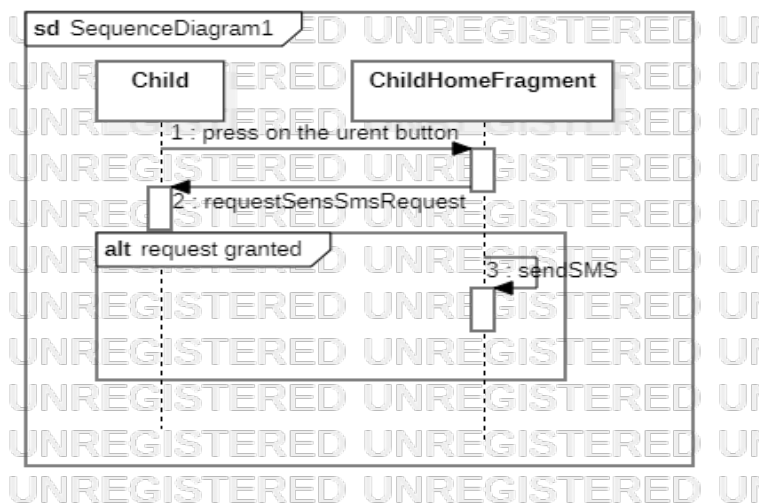 sd SequenceDiagram1
Child
ChildHomeFragment
1 : press on the urent button
2 : requestSensSmsRequest
alt request granted
3 : sendSMS
UNREGISTERED